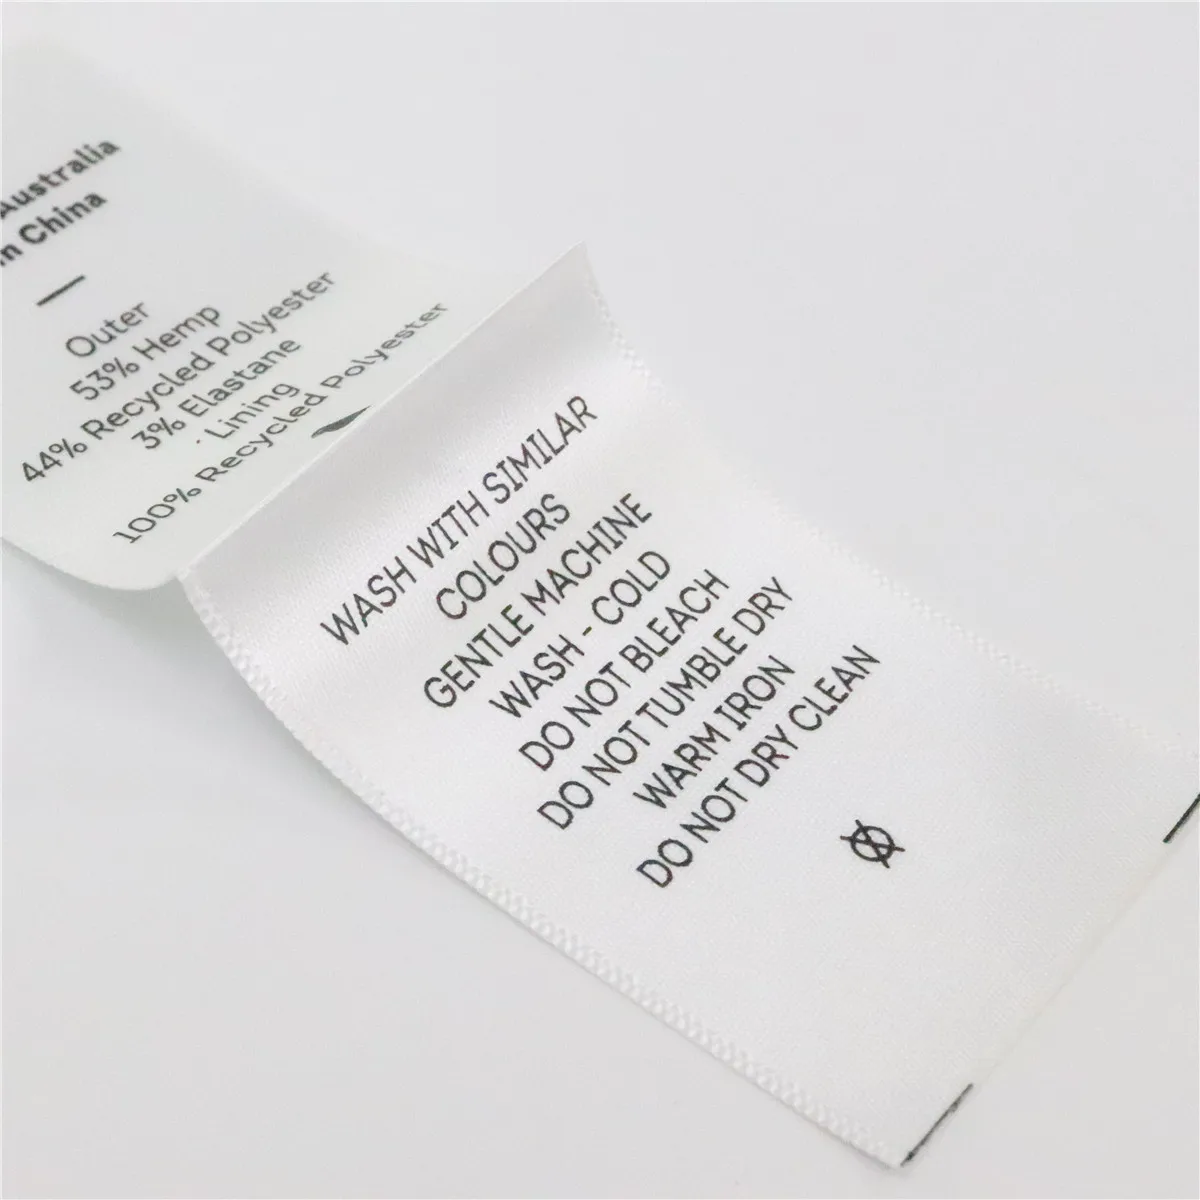 Australia
in China
Outer
53% Hemp
44% Recycled Polyester
3% Elastane
· Lining
100% Recycled Polyester
WASH WITH SIMILAR
COLOURS
GENTLE MACHINE
WASH - COLD
DO NOT BLEACH
DO NOT TUMBLE DRY
WARM IRON
DO NOT DRY CLEAN